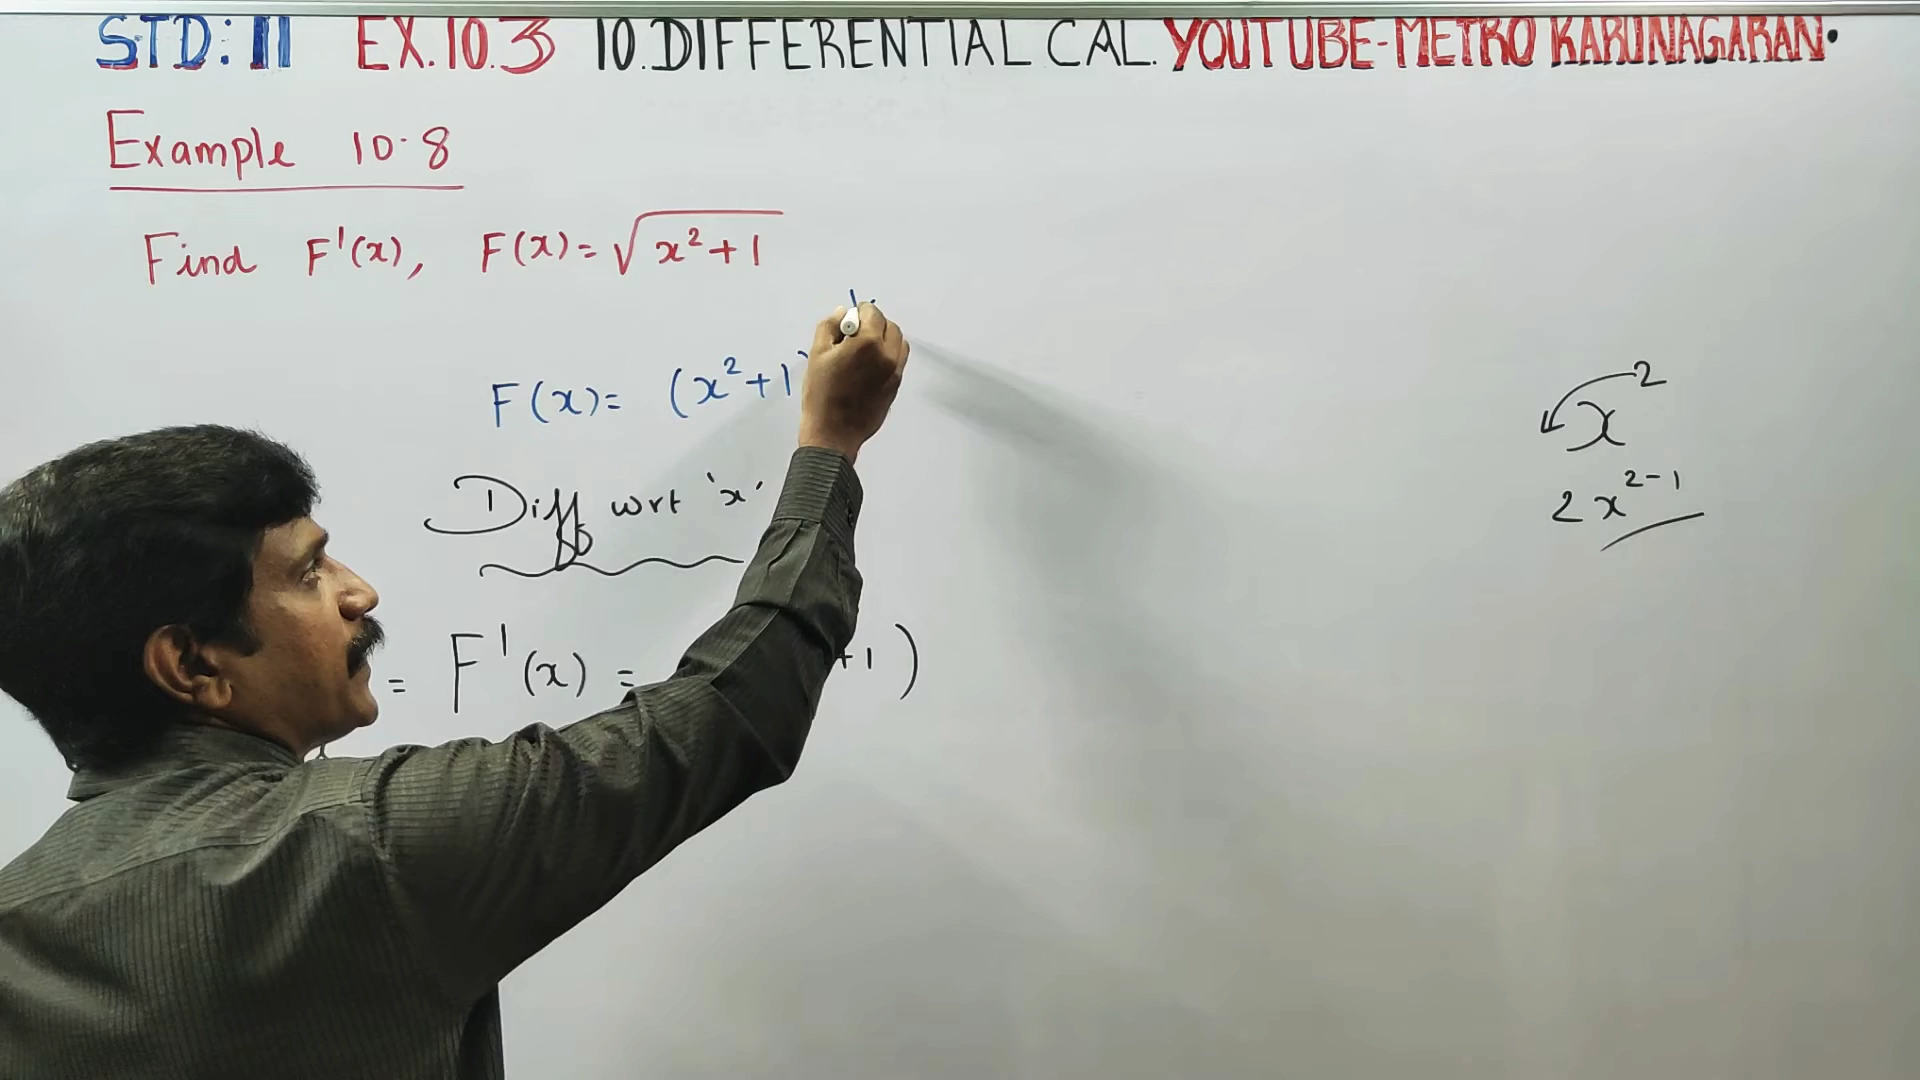 STD: 11 EX.10.3 10.DIFFERENTIAL CAL. YOUTUBE-METRO KARUNAGARAN.
Example 10.8
Find F'(x), F(x)= √(x²+1)
F(x)= (x²+1)
x²
2x²⁻¹
Diff wrt 'x'
= F'(x) = +1)